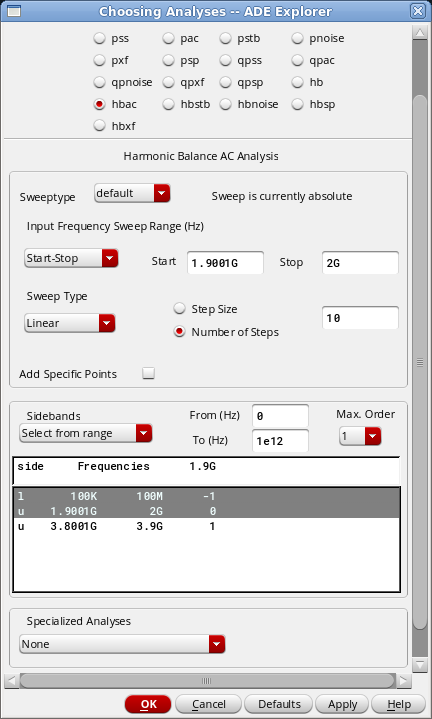 Choosing Analyses -- ADE Explorer
pss pac pstb pnoise
pxf psp qpss qpac
qpnoise qpxf qpsp hb
hbac hbstb hbnoise hbsp
hbxf
Harmonic Balance AC Analysis
Sweeptype default Sweep is currently absolute
Input Frequency Sweep Range (Hz)
Start-Stop Start 1.9001G Stop 2G
Sweep Type
Step Size
Linear Number of Steps 10
Add Specific Points
Sidebands From (Hz) 0 Max. Order
Select from range To (Hz) 1e12 1
side Frequencies 1.9G
l 100K 100M -1
u 1.9001G 2G 0
u 3.8001G 3.9G 1
Specialized Analyses
None
OK Cancel Defaults Apply Help